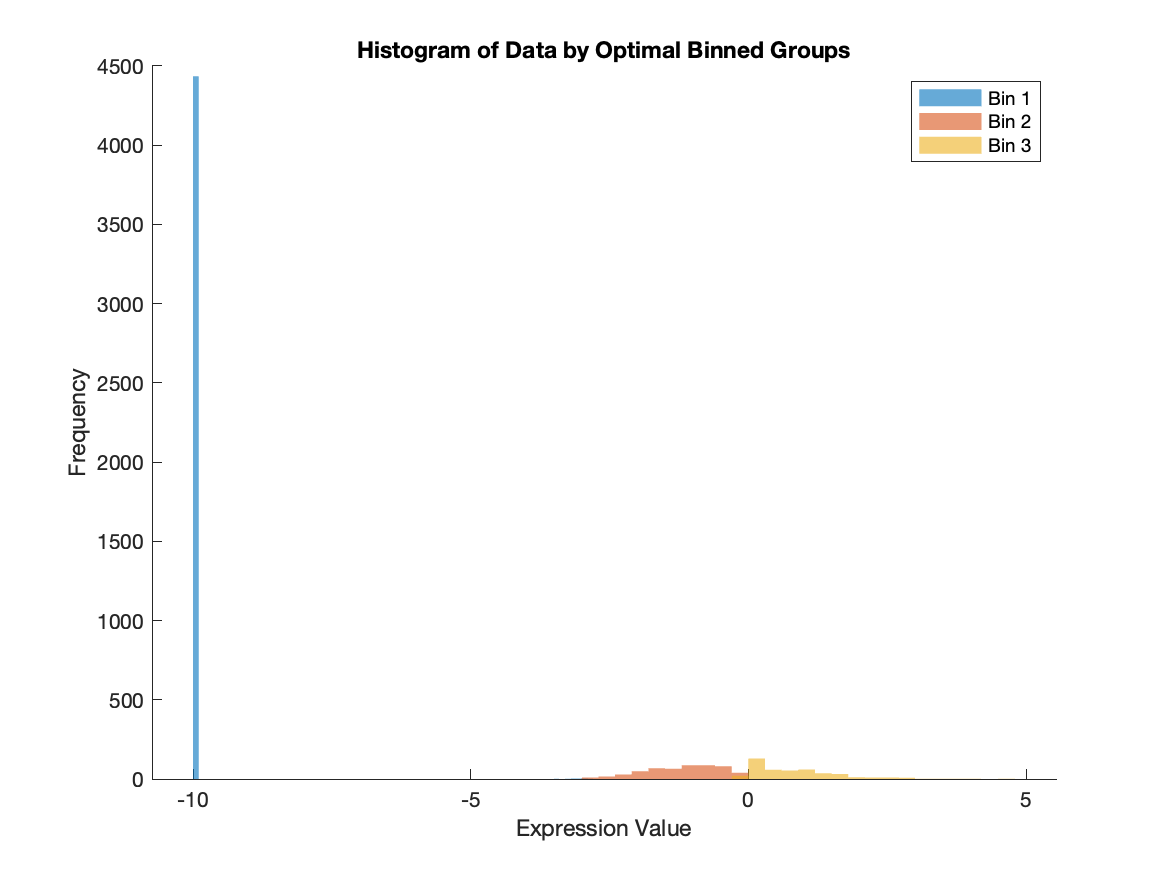 Histogram of Data by Optimal Binned Groups
4500
4000
3500
3000
2500
2000
1500
1000
500
0
Frequency
-10
-5
0
5
Expression Value
Bin 1
Bin 2
Bin 3